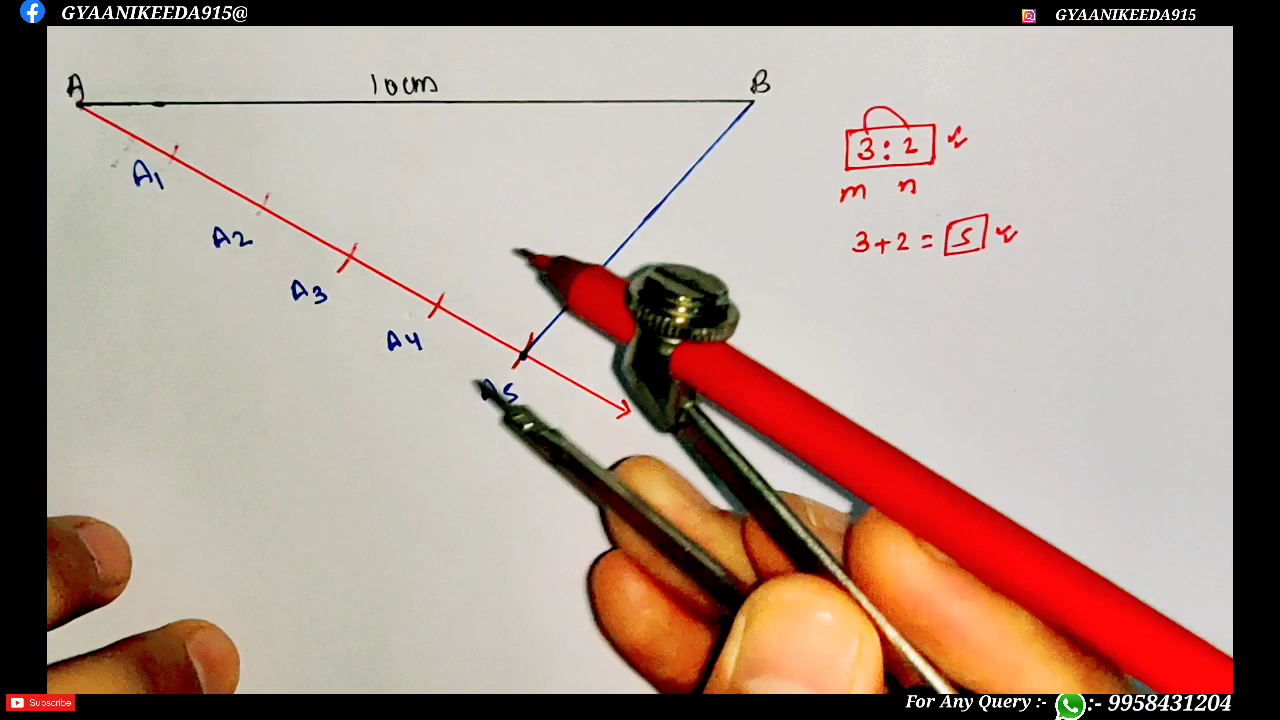 GYAANIKEEDA915@
GYAANIKEEDA915
A 10cm B
3:2
m n
3+2=5
A1
A2
A3
A4
A5
Subscribe
For Any Query :- :- 9958431204